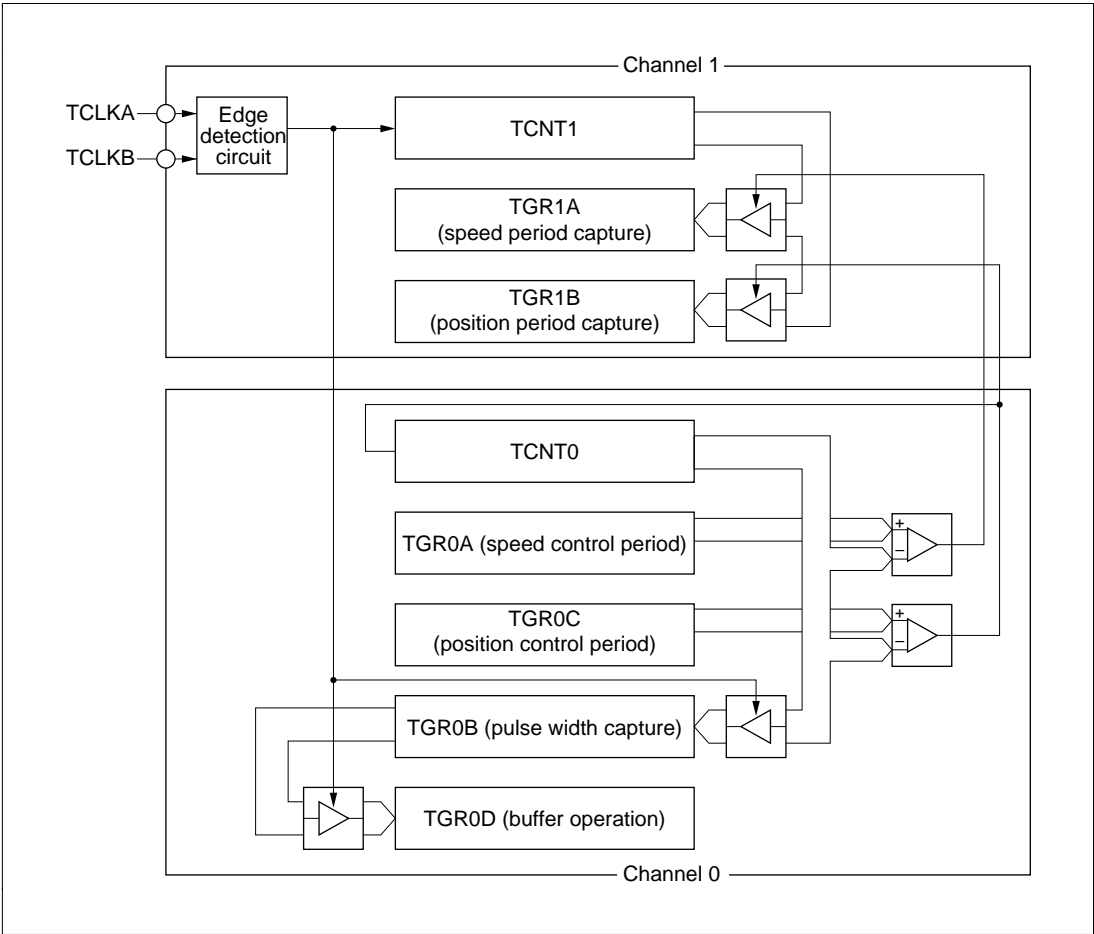 Channel 1
TCLKA
TCLKB
Edge
detection
circuit
TCNT1
TGR1A
(speed period capture)
TGR1B
(position period capture)
TCNT0
TGR0A (speed control period)
+
−
TGR0C
(position control period)
+
−
TGR0B (pulse width capture)
TGR0D (buffer operation)
Channel 0